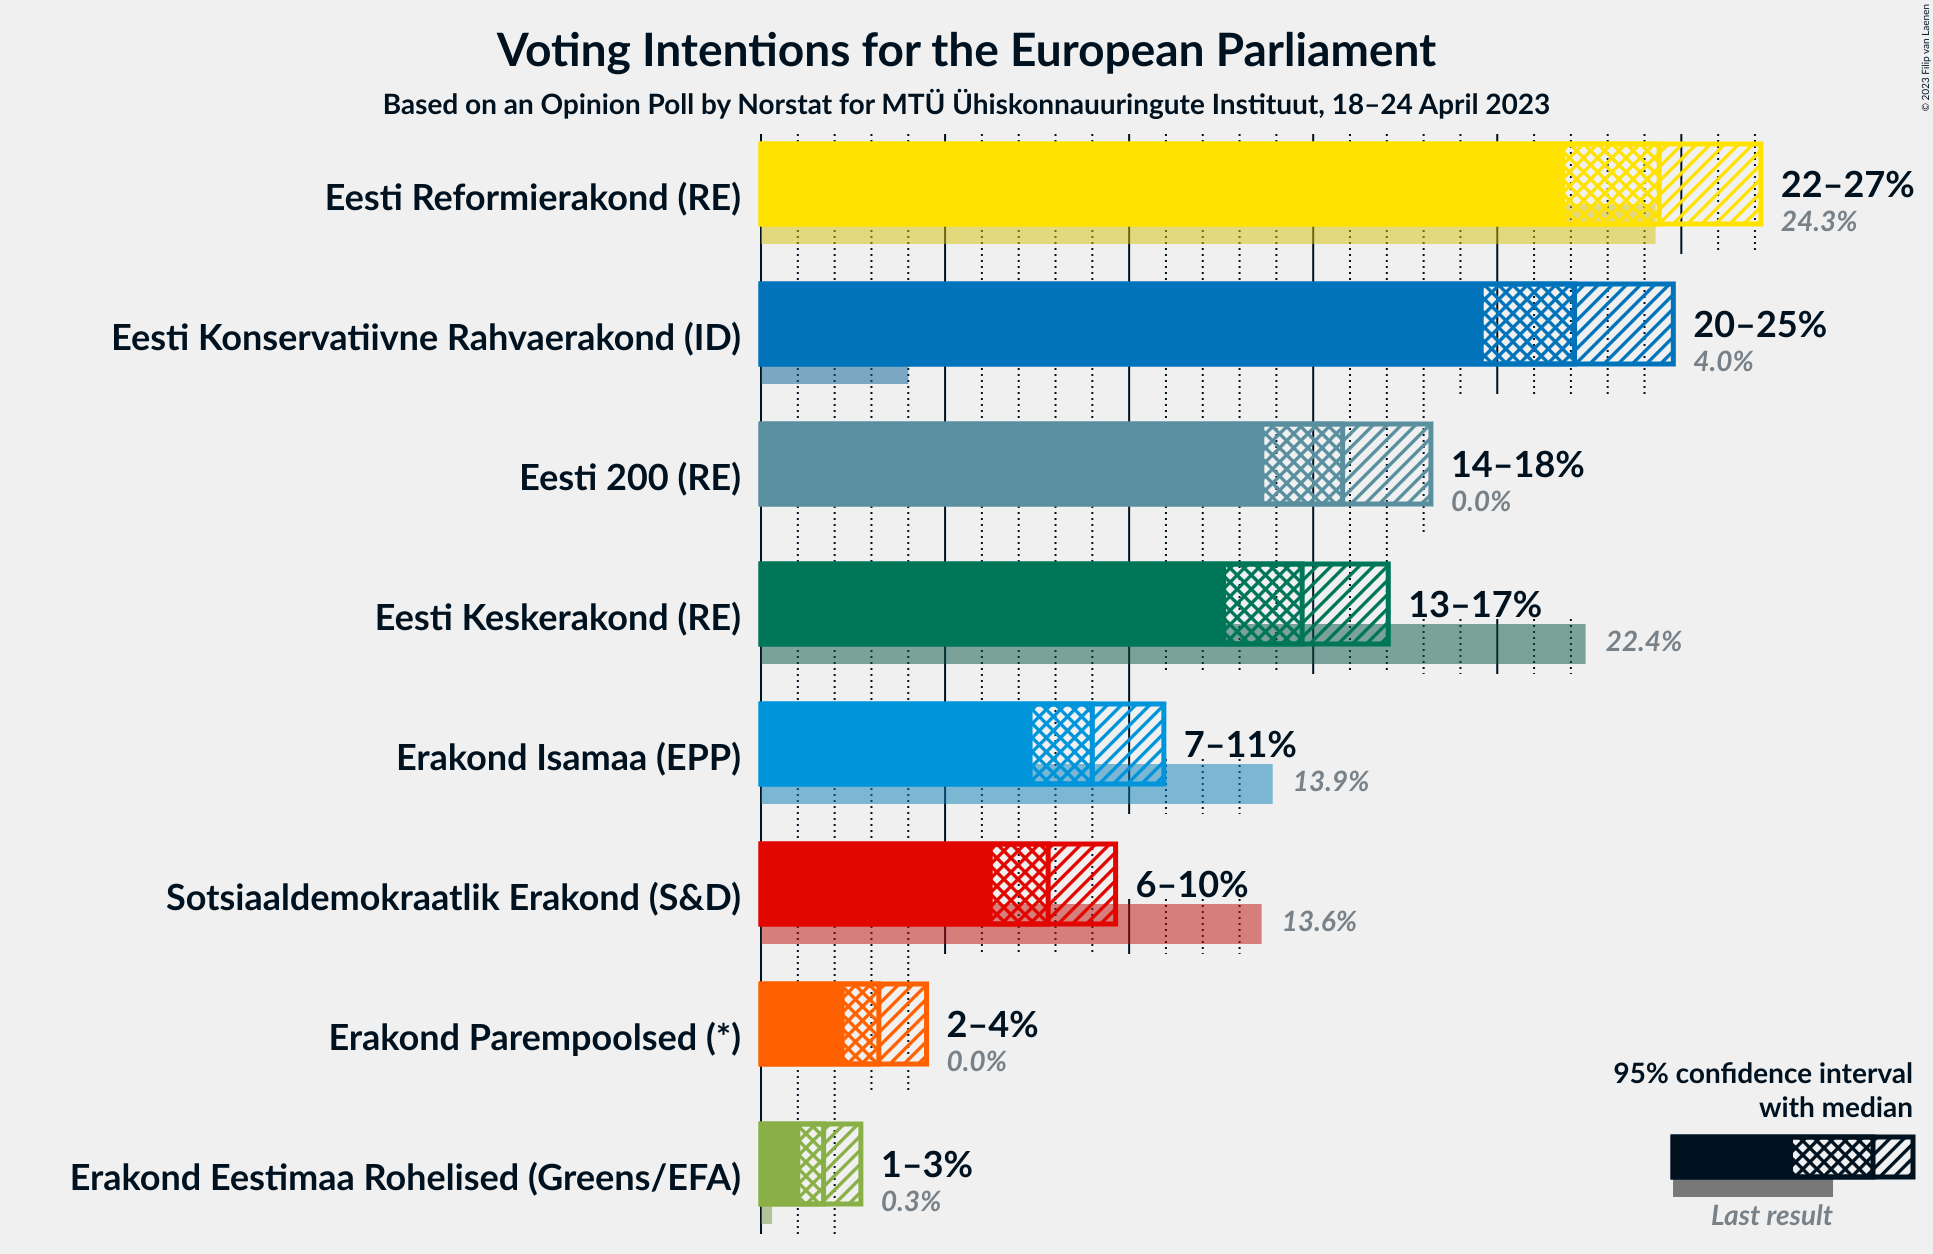 Voting Intentions for the European Parliament
Based on an Opinion Poll by Norstat for MTÜ Ühiskonnauuringute Instituut, 18–24 April 2023
© 2023 Filip van Laenen
Eesti Reformierakond (RE)
22–27%
24.3%
Eesti Konservatiivne Rahvaerakond (ID)
20–25%
4.0%
Eesti 200 (RE)
14–18%
0.0%
Eesti Keskerakond (RE)
13–17%
22.4%
Erakond Isamaa (EPP)
7–11%
13.9%
Sotsiaaldemokraatlik Erakond (S&D)
6–10%
13.6%
Erakond Parempoolsed (*)
2–4%
0.0%
Erakond Eestimaa Rohelised (Greens/EFA)
1–3%
0.3%
95% confidence interval
with median
Last result